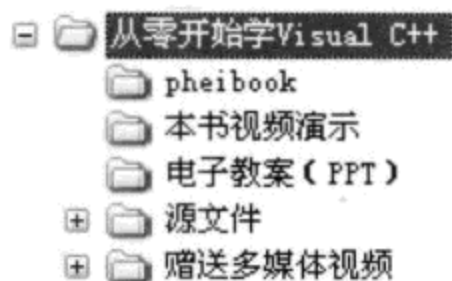 从零开始学Visual C++
pheibook
本书视频演示
电子教案(PPT)
源文件
赠送多媒体视频